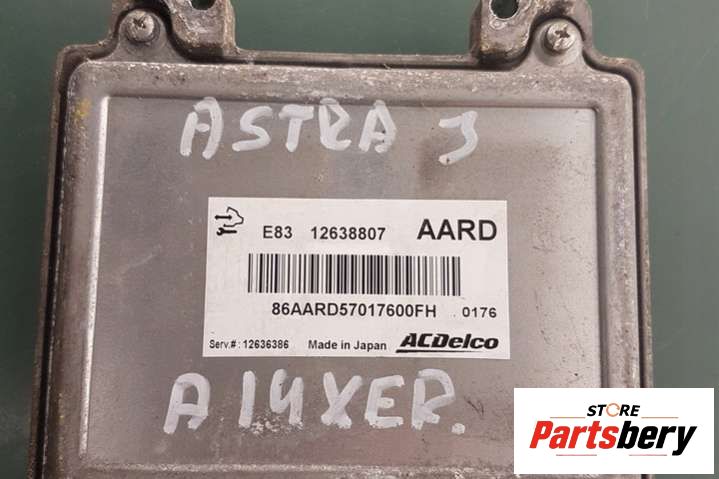 ASTRA J
E83 12638807 AARD
86AARD57017600FH 0176
Serv.#: 12636386 Made in Japan ACDelco
A14XER.
STORE
Partsbery